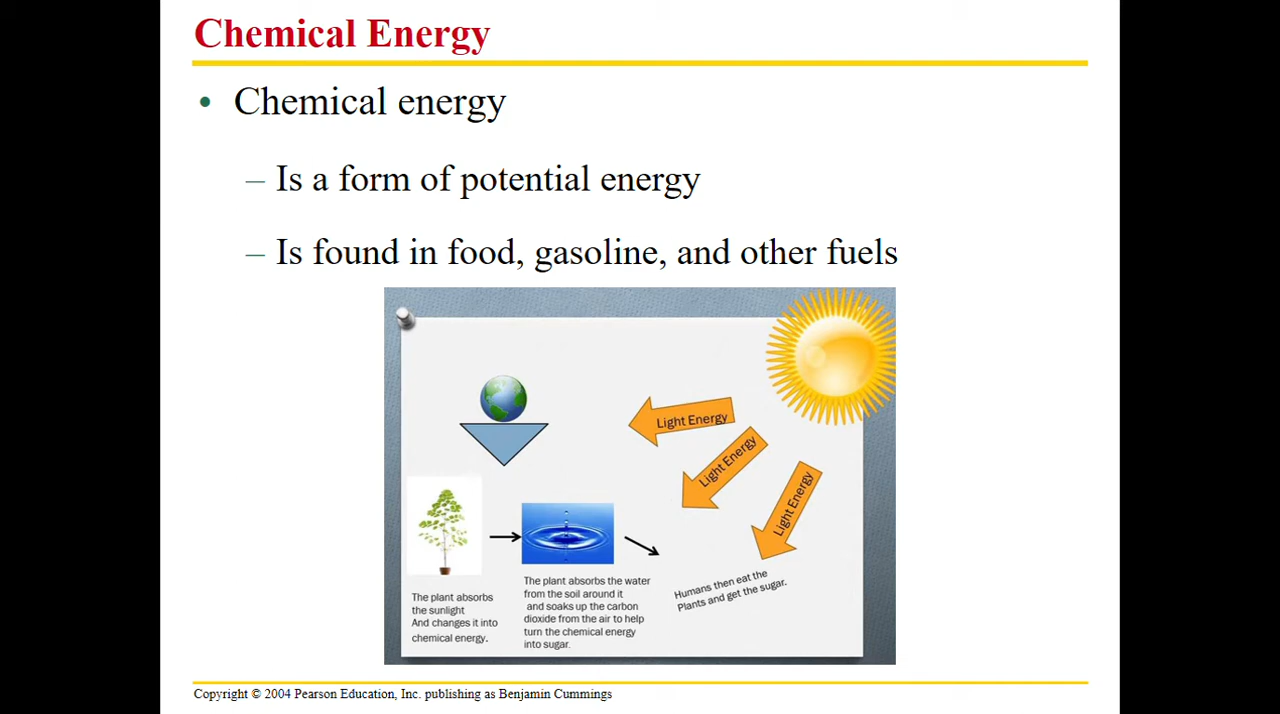 Chemical Energy
• Chemical energy
– Is a form of potential energy
– Is found in food, gasoline, and other fuels
Light Energy
Light Energy
Light Energy
The plant absorbs
the sunlight
And changes it into
chemical energy.
The plant absorbs the water
from the soil around it
and soaks up the carbon
dioxide from the air to help
turn the chemical energy
into sugar.
Humans then eat the
Plants and get the sugar.
Copyright © 2004 Pearson Education, Inc. publishing as Benjamin Cummings